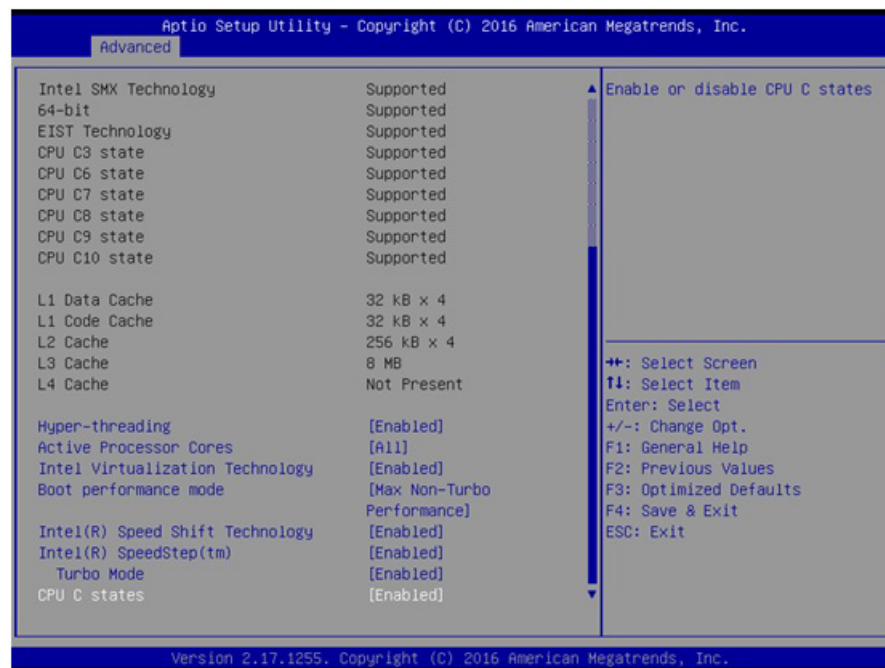 Aptio Setup Utility – Copyright (C) 2016 American Megatrends, Inc.
Advanced
Intel SMX Technology Supported
64-bit Supported
EIST Technology Supported
CPU C3 state Supported
CPU C6 state Supported
CPU C7 state Supported
CPU C8 state Supported
CPU C9 state Supported
CPU C10 state Supported
L1 Data Cache 32 kB x 4
L1 Code Cache 32 kB x 4
L2 Cache 256 kB x 4
L3 Cache 8 MB
L4 Cache Not Present
Hyper-threading [Enabled]
Active Processor Cores [All]
Intel Virtualization Technology [Enabled]
Boot performance mode [Max Non-Turbo
Performance]
Intel(R) Speed Shift Technology [Enabled]
Intel(R) SpeedStep(tm) [Enabled]
Turbo Mode [Enabled]
CPU C states [Enabled]
Enable or disable CPU C states
→←: Select Screen
↑↓: Select Item
Enter: Select
+/-: Change Opt.
F1: General Help
F2: Previous Values
F3: Optimized Defaults
F4: Save & Exit
ESC: Exit
Version 2.17.1255. Copyright (C) 2016 American Megatrends, Inc.